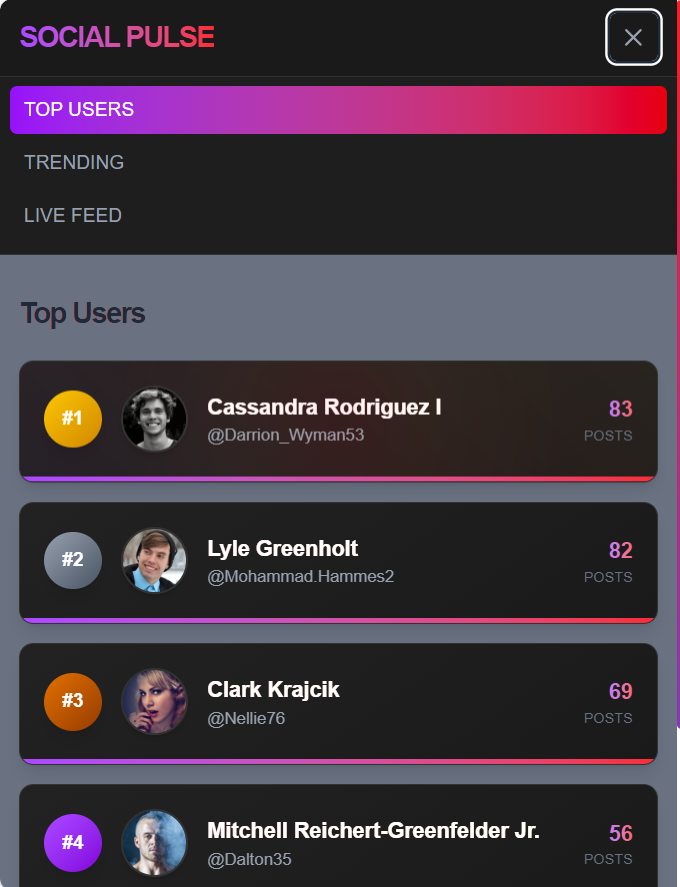 SOCIAL PULSE
TOP USERS
TRENDING
LIVE FEED
Top Users
#1
Cassandra Rodriguez I
@Darrion_Wyman53
83
POSTS
#2
Lyle Greenholt
@Mohammad.Hammes2
82
POSTS
#3
Clark Krajcik
@Nellie76
69
POSTS
#4
Mitchell Reichert-Greenfelder Jr.
@Dalton35
56
POSTS